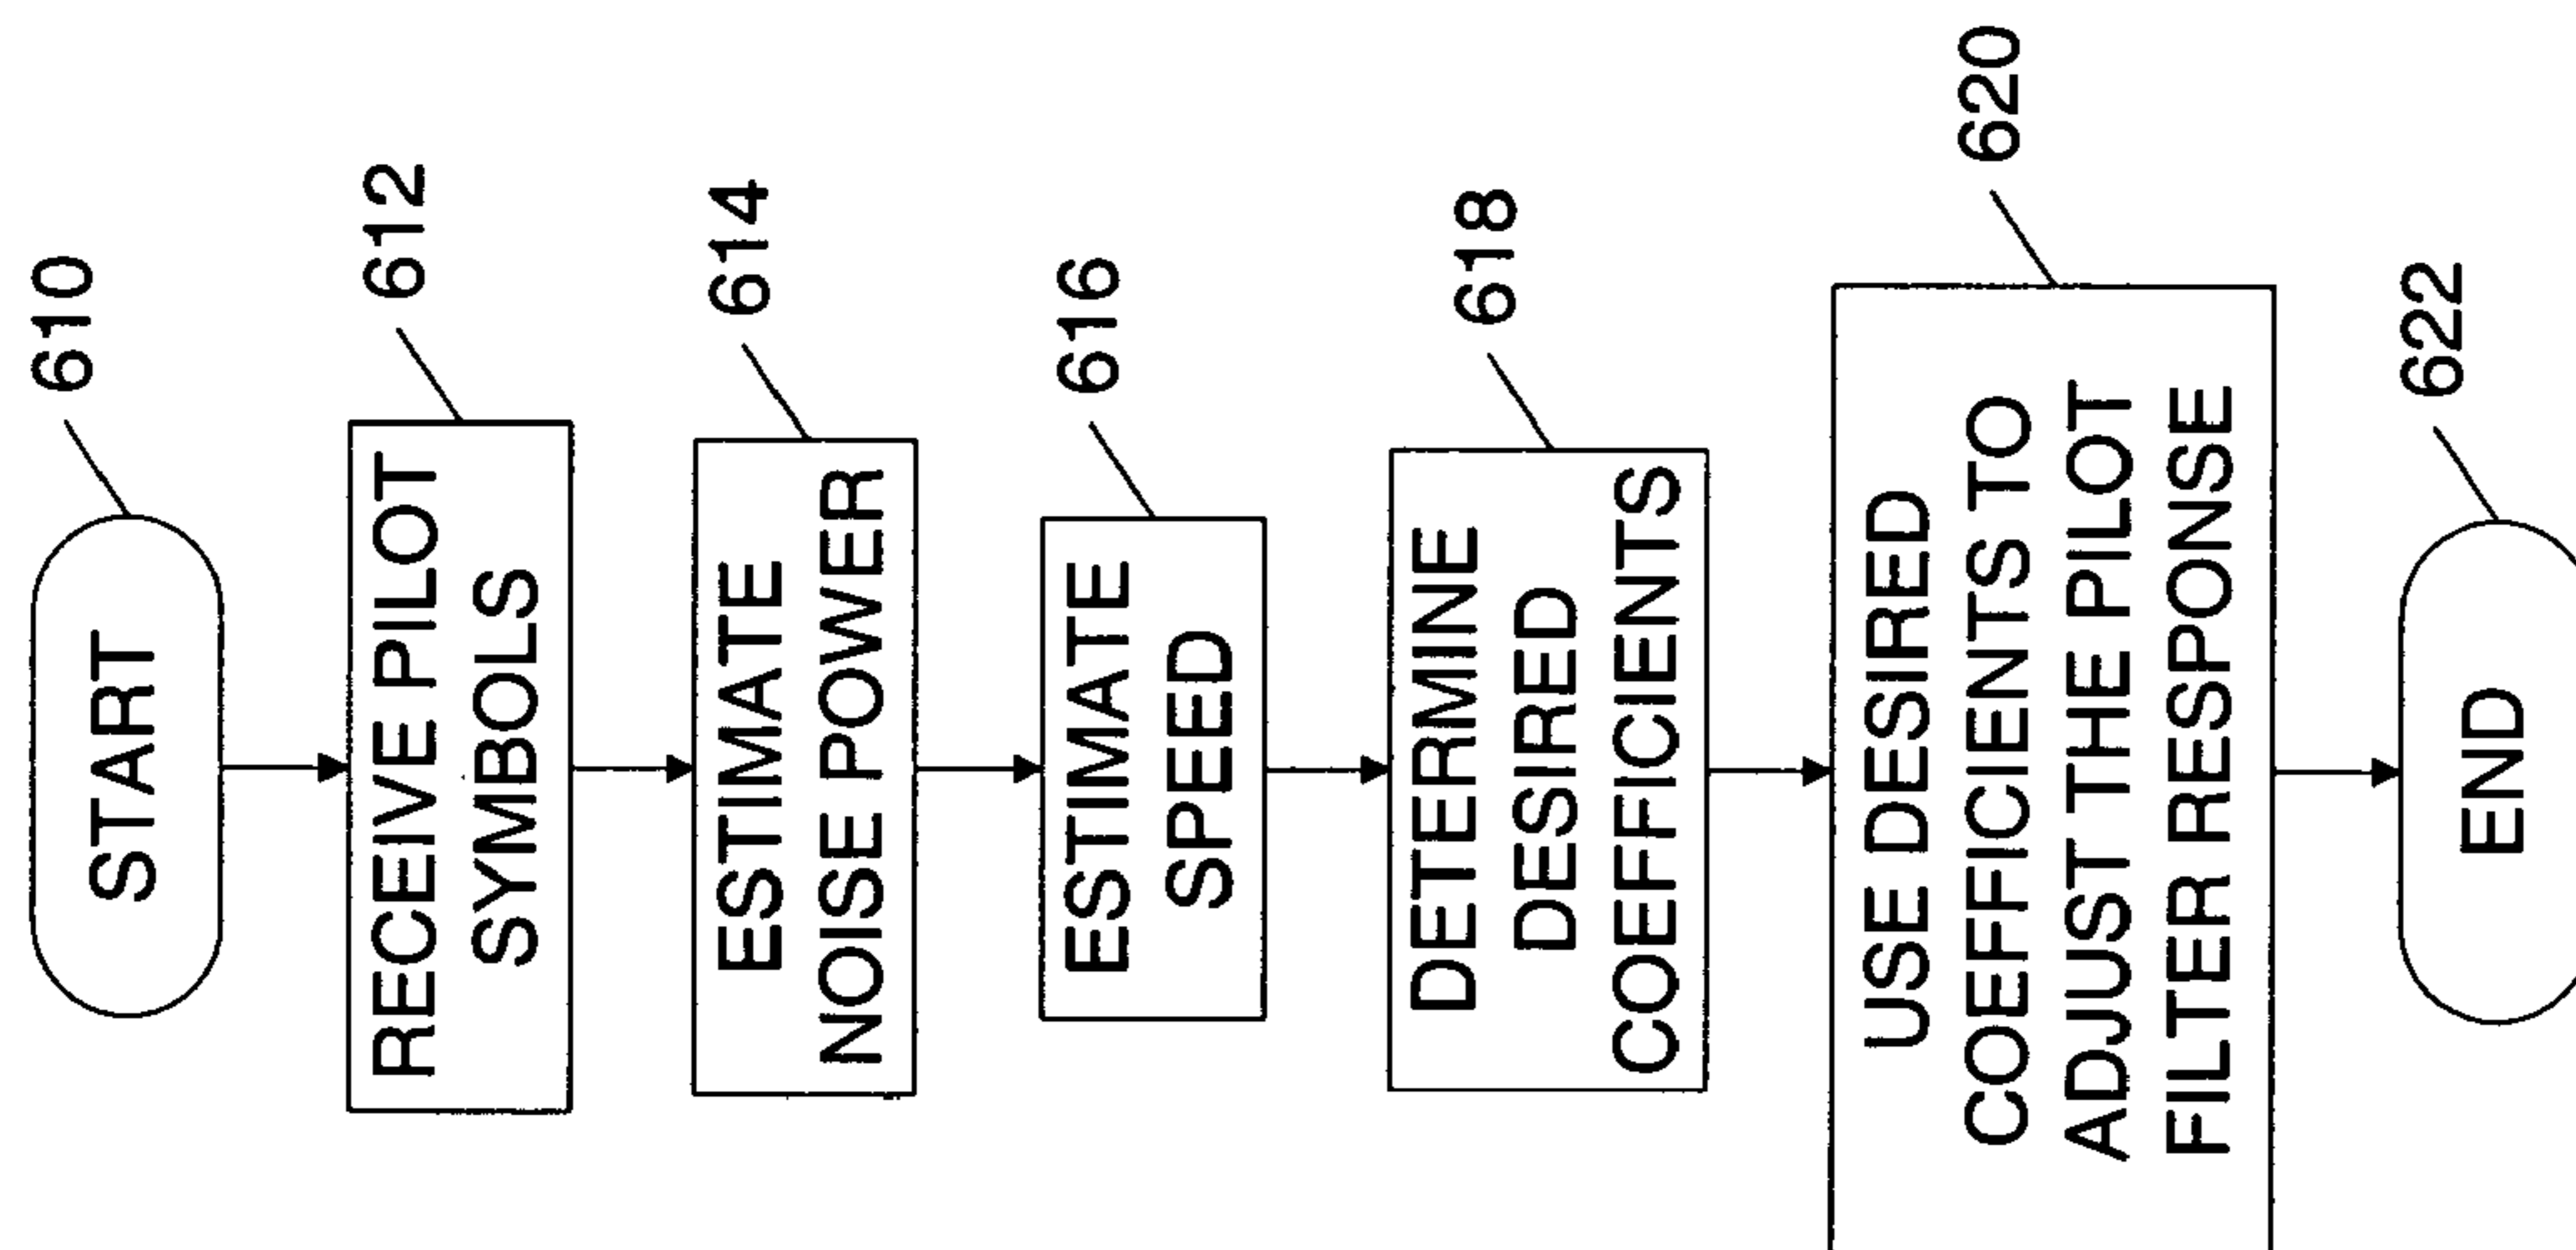 START
610
RECEIVE PILOT
SYMBOLS
612
ESTIMATE
NOISE POWER
614
ESTIMATE
SPEED
616
DETERMINE
DESIRED
COEFFICIENTS
618
USE DESIRED
COEFFICIENTS TO
ADJUST THE PILOT
FILTER RESPONSE
620
END
622